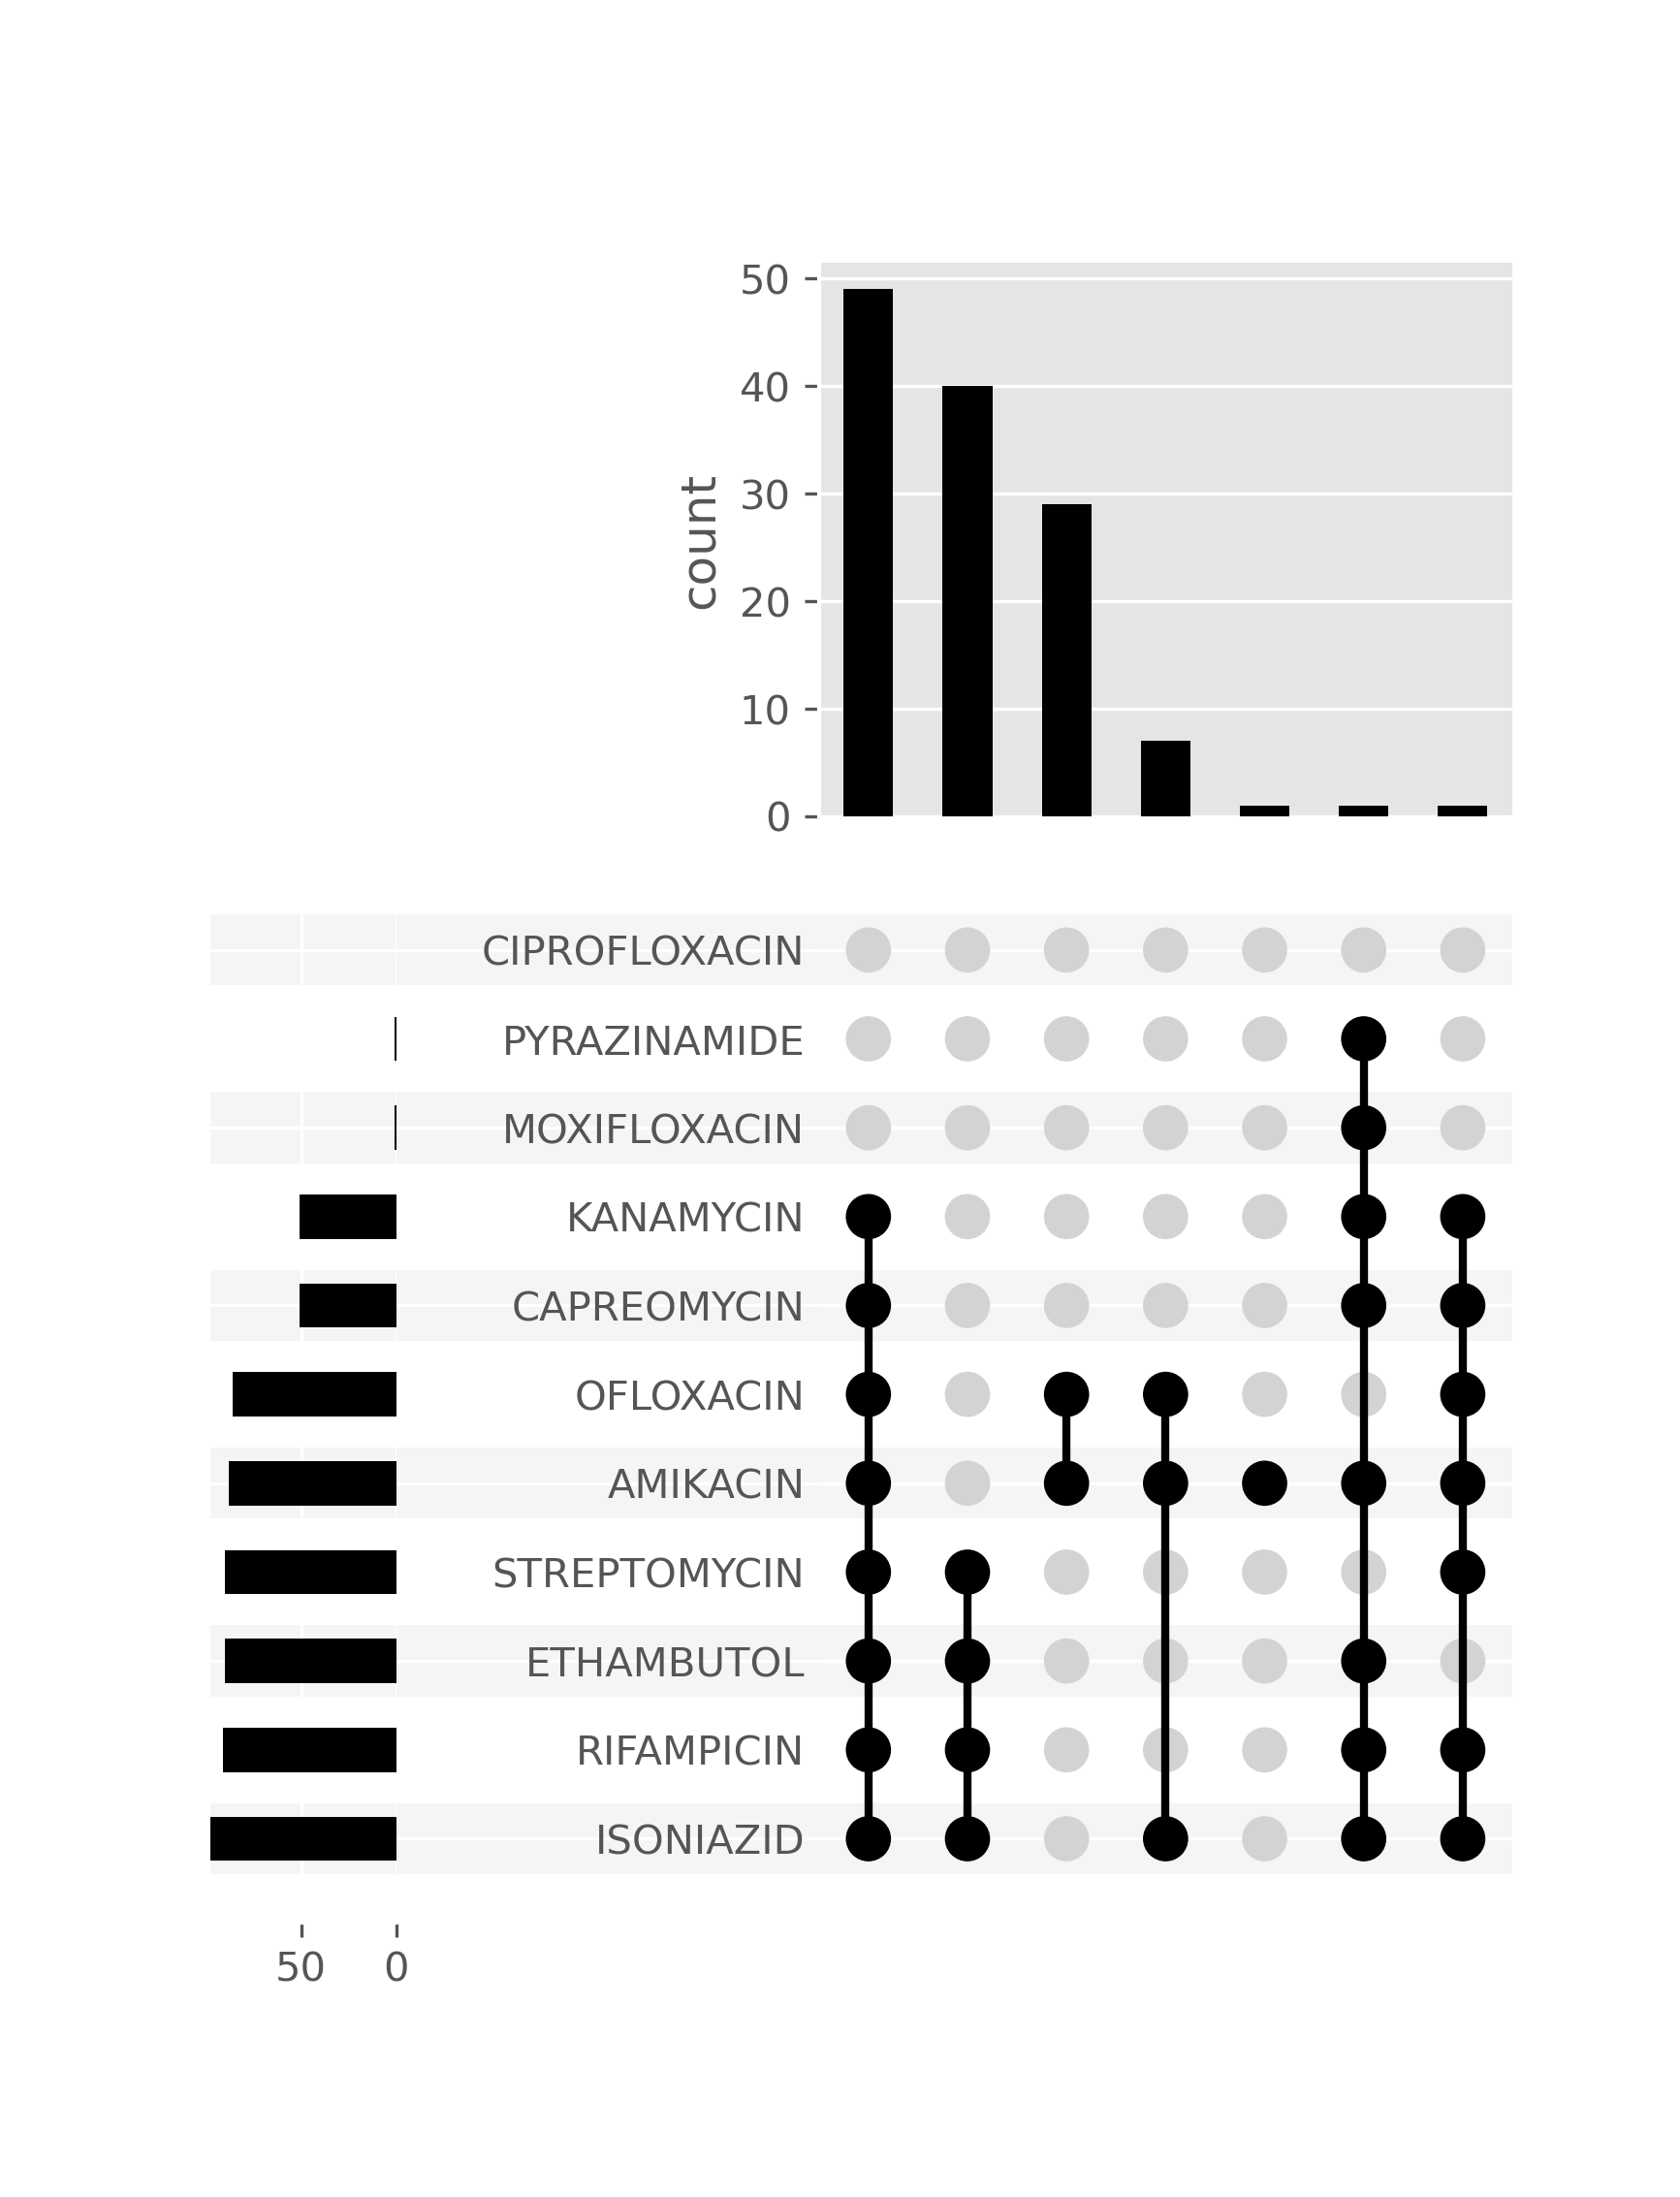 50
40
30
20
10
0
count
CIPROFLOXACIN
PYRAZINAMIDE
MOXIFLOXACIN
KANAMYCIN
CAPREOMYCIN
OFLOXACIN
AMIKACIN
STREPTOMYCIN
ETHAMBUTOL
RIFAMPICIN
ISONIAZID
50 0